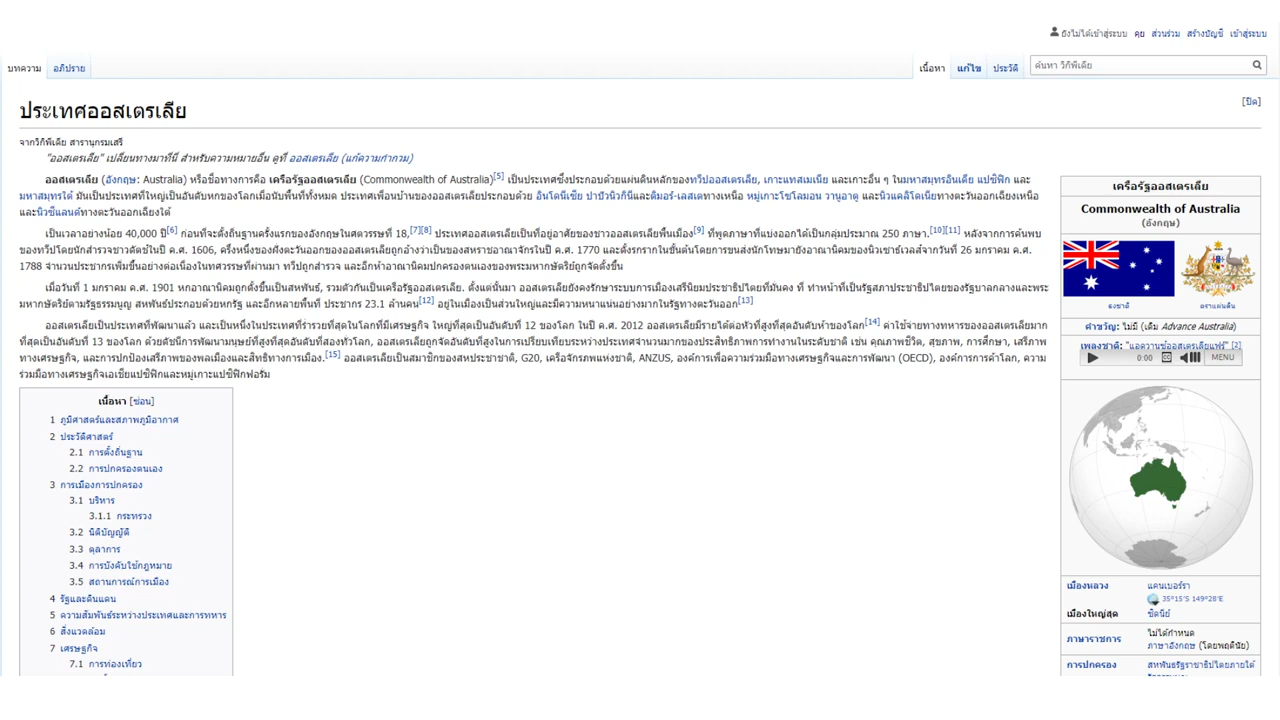 ยังไม่ได้เข้าสู่ระบบ คุย ส่วนร่วม สร้างบัญชี เข้าสู่ระบบ
บทความ อภิปราย
เนื้อหา แก้ไข ประวัติ ค้นหา วิกิพีเดีย
ประเทศออสเตรเลีย
[ปิด]
จากวิกิพีเดีย สารานุกรมเสรี
"ออสเตรเลีย" เปลี่ยนทางมาที่นี่ สำหรับความหมายอื่น ดูที่ ออสเตรเลีย (แก้ความกำกวม)
ออสเตรเลีย (อังกฤษ: Australia) หรือชื่อทางการคือ เครือรัฐออสเตรเลีย (Commonwealth of Australia)[5] เป็นประเทศซึ่งประกอบด้วยแผ่นดินหลักของทวีปออสเตรเลีย, เกาะแทสเมเนีย และเกาะอื่น ๆ ในมหาสมุทรอินเดีย แปซิฟิก และ
มหาสมุทรใต้ มันเป็นประเทศที่ใหญ่เป็นอันดับหกของโลกเมื่อนับพื้นที่ทั้งหมด ประเทศเพื่อนบ้านของออสเตรเลียประกอบด้วย อินโดนีเซีย ปาปัวนิวกินีและติมอร์-เลสเตทางเหนือ หมู่เกาะโซโลมอน วานูอาตู และนิวแคลิโดเนียทางตะวันออกเฉียงเหนือ
และนิวซีแลนด์ทางตะวันออกเฉียงใต้
เป็นเวลาอย่างน้อย 40,000 ปี[6] ก่อนที่จะตั้งถิ่นฐานครั้งแรกของอังกฤษในศตวรรษที่ 18,[7][8] ประเทศออสเตรเลียเป็นที่อยู่อาศัยของชาวออสเตรเลียพื้นเมือง[9] ที่พูดภาษาที่แบ่งออกได้เป็นกลุ่มประมาณ 250 ภาษา.[10][11] หลังจากการค้นพบ
ของทวีปโดยนักสำรวจชาวดัตช์ในปี ค.ศ. 1606, ครึ่งหนึ่งของฝั่งตะวันออกของออสเตรเลียถูกอ้างว่าเป็นของสหราชอาณาจักรในปี ค.ศ. 1770 และตั้งรกรากในขั้นต้นโดยการขนส่งนักโทษมายังอาณานิคมของนิวเซาท์เวลส์จากวันที่ 26 มกราคม ค.ศ.
1788 จำนวนประชากรเพิ่มขึ้นอย่างต่อเนื่องในทศวรรษที่ผ่านมา ทวีปถูกสำรวจ และอีกห้าอาณานิคมปกครองตนเองของพระมหากษัตริย์ถูกจัดตั้งขึ้น
เมื่อวันที่ 1 มกราคม ค.ศ. 1901 หกอาณานิคมถูกตั้งขึ้นเป็นสหพันธ์, รวมตัวกันเป็นเครือรัฐออสเตรเลีย. ตั้งแต่นั้นมา ออสเตรเลียยังคงรักษาระบบการเมืองเสรีนิยมประชาธิปไตยที่มั่นคง ที่ ทำหน้าที่เป็นรัฐสภาประชาธิปไตยของรัฐบาลกลางและพระ
มหากษัตริย์ตามรัฐธรรมนูญ สหพันธ์ประกอบด้วยหกรัฐ และอีกหลายพื้นที่ ประชากร 23.1 ล้านคน[12] อยู่ในเมืองเป็นส่วนใหญ่และมีความหนาแน่นอย่างมากในรัฐทางตะวันออก[13]
ออสเตรเลียเป็นประเทศที่พัฒนาแล้ว และเป็นหนึ่งในประเทศที่ร่ำรวยที่สุดในโลกที่มีเศรษฐกิจ ใหญ่ที่สุดเป็นอันดับที่ 12 ของโลก ในปี ค.ศ. 2012 ออสเตรเลียมีรายได้ต่อหัวที่สูงที่สุดอันดับห้าของโลก[14] ค่าใช้จ่ายทางทหารของออสเตรเลียมาก
ที่สุดเป็นอันดับที่ 13 ของโลก ด้วยดัชนีการพัฒนามนุษย์ที่สูงที่สุดอันดับที่สองทั่วโลก, ออสเตรเลียถูกจัดอันดับที่สูงในการเปรียบเทียบระหว่างประเทศจำนวนมากของประสิทธิภาพการทำงานในระดับชาติ เช่น คุณภาพชีวิต, สุขภาพ, การศึกษา, เสรีภาพ
ทางเศรษฐกิจ, และการปกป้องเสรีภาพของพลเมืองและสิทธิทางการเมือง.[15] ออสเตรเลียเป็นสมาชิกของสหประชาชาติ, G20, เครือจักรภพแห่งชาติ, ANZUS, องค์การเพื่อความร่วมมือทางเศรษฐกิจและการพัฒนา (OECD), องค์การการค้าโลก, ความ
ร่วมมือทางเศรษฐกิจเอเชียแปซิฟิกและหมู่เกาะแปซิฟิกฟอรัม
เนื้อหา [ซ่อน]
1 ภูมิศาสตร์และสภาพภูมิอากาศ
2 ประวัติศาสตร์
2.1 การตั้งถิ่นฐาน
2.2 การปกครองตนเอง
3 การเมืองการปกครอง
3.1 บริหาร
3.1.1 กระทรวง
3.2 นิติบัญญัติ
3.3 ตุลาการ
3.4 การบังคับใช้กฎหมาย
3.5 สถานการณ์การเมือง
4 รัฐและดินแดน
5 ความสัมพันธ์ระหว่างประเทศและการทหาร
6 สิ่งแวดล้อม
7 เศรษฐกิจ
7.1 การท่องเที่ยว
เครือรัฐออสเตรเลีย
Commonwealth of Australia
(อังกฤษ)
ธงชาติ ตราแผ่นดิน
คำขวัญ: ไม่มี (เดิม Advance Australia)
เพลงชาติ: "แอดวานซ์ออสเตรเลียแฟร์" [2]
0:00 MENU
เมืองหลวง แคนเบอร์รา
35°15′S 149°28′E
เมืองใหญ่สุด ซิดนีย์
ภาษาราชการ ไม่ได้กำหนด
ภาษาอังกฤษ (โดยพฤตินัย)
การปกครอง สหพันธรัฐราชาธิปไตยภายใต้